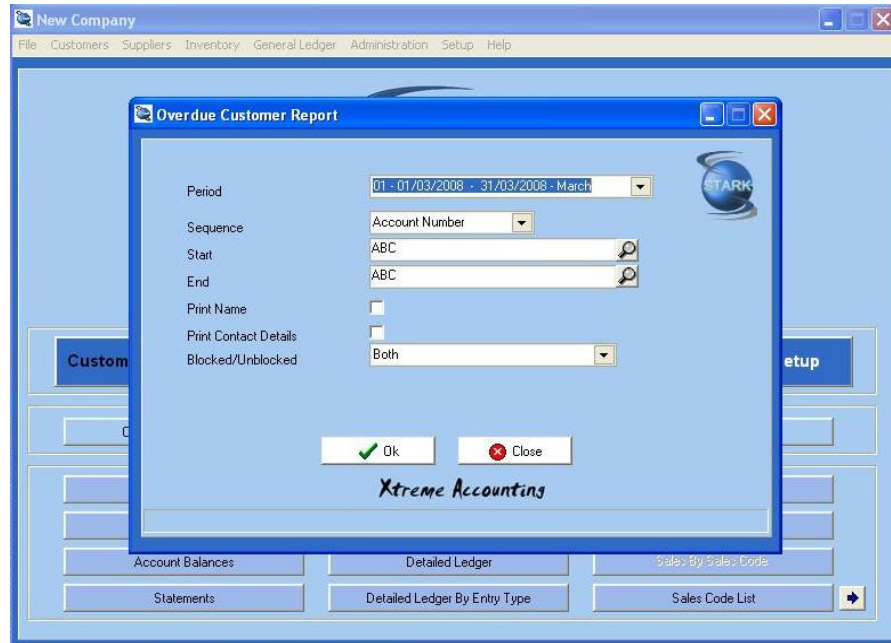 New Company
File Customers Suppliers Inventory General Ledger Administration Setup Help
Overdue Customer Report
STARK
Period 01 - 01/03/2008 - 31/03/2008 - March
Sequence Account Number
Start ABC
End ABC
Print Name
Print Contact Details
Blocked/Unblocked Both
Ok Close
Xtreme Accounting
Account Balances Detailed Ledger Sales By Sales Code
Statements Detailed Ledger By Entry Type Sales Code List